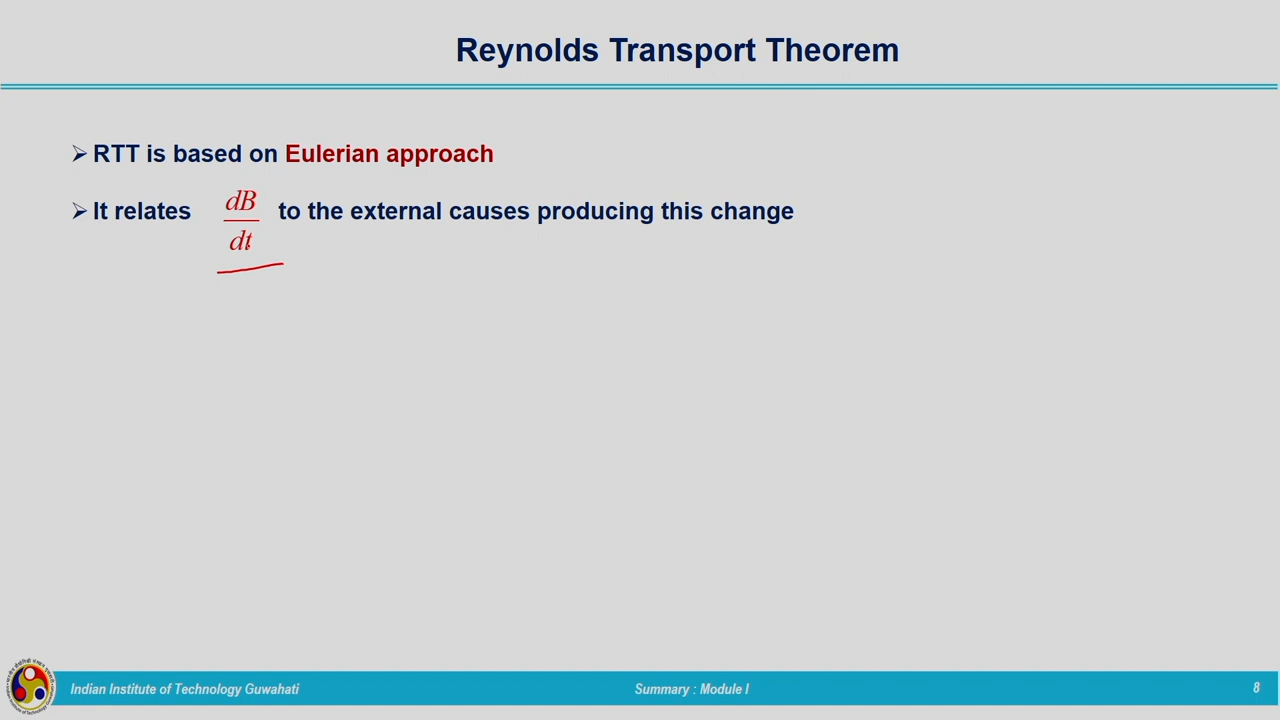 Reynolds Transport Theorem
➢ RTT is based on Eulerian approach
➢ It relates dB/dt to the external causes producing this change
Indian Institute of Technology Guwahati
Summary : Module I
8